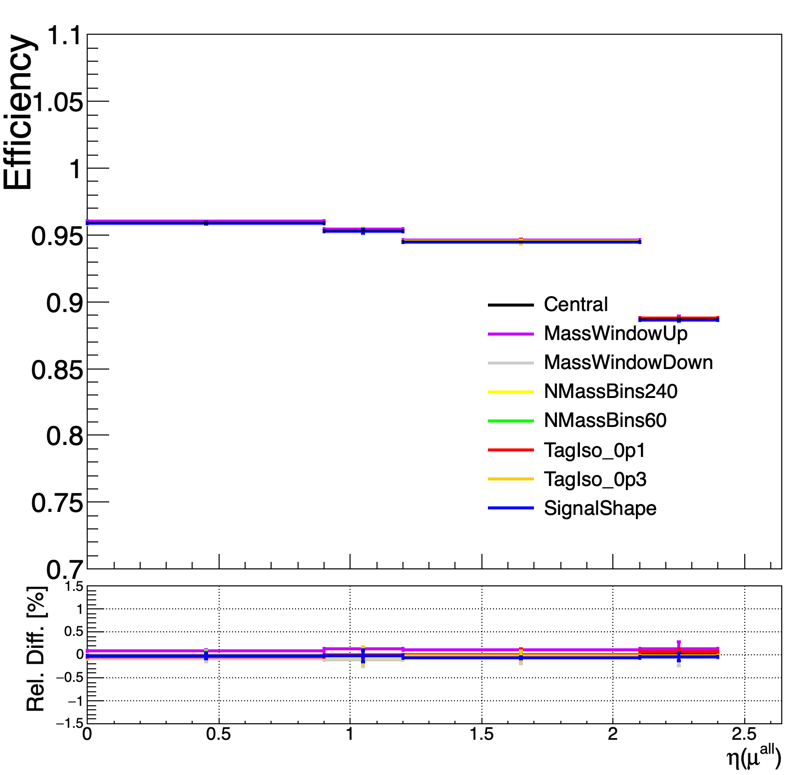 Efficiency
1.1
1.05
1
0.95
0.9
0.85
0.8
0.75
0.7
Central
MassWindowUp
MassWindowDown
NMassBins240
NMassBins60
TagIso_0p1
TagIso_0p3
SignalShape
Rel. Diff. [%]
1.5
1
0.5
0
−0.5
−1
−1.5
0 0.5 1 1.5 2 2.5
η(μ^all)